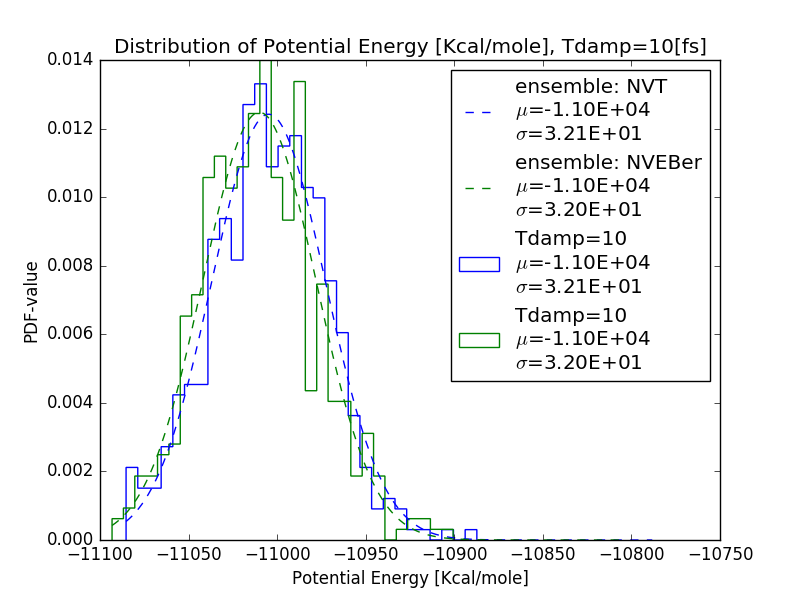 Distribution of Potential Energy [Kcal/mole], Tdamp=10[fs]
0.014
0.012
0.010
0.008
0.006
0.004
0.002
0.000
PDF-value
ensemble: NVT
μ=-1.10E+04
σ=3.21E+01
ensemble: NVEBer
μ=-1.10E+04
σ=3.20E+01
Tdamp=10
μ=-1.10E+04
σ=3.21E+01
Tdamp=10
μ=-1.10E+04
σ=3.20E+01
−11100 −11050 −11000 −10950 −10900 −10850 −10800 −10750
Potential Energy [Kcal/mole]